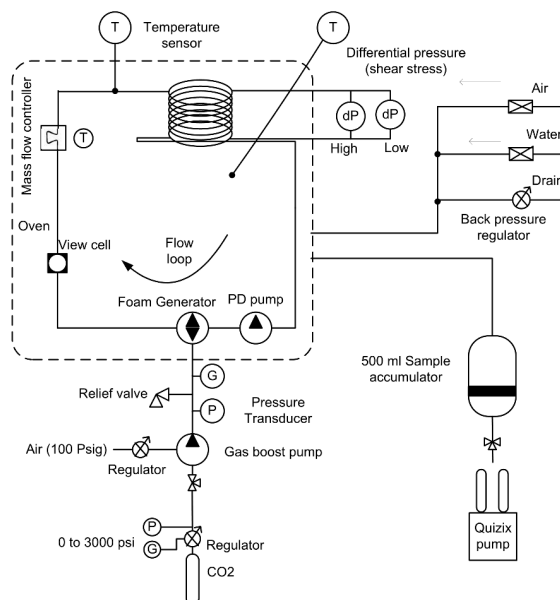 T
Temperature
sensor
T
Differential pressure
(shear stress)
Mass flow controller
T
dP
dP
High
Low
Air
Water
Drain
Back pressure
regulator
Oven
View cell
Flow
loop
Foam Generator
PD pump
G
Relief valve
P
Pressure
Transducer
500 ml Sample
accumulator
Air (100 Psig)
Regulator
Gas boost pump
P
0 to 3000 psi
G
Regulator
CO2
Quizix
pump